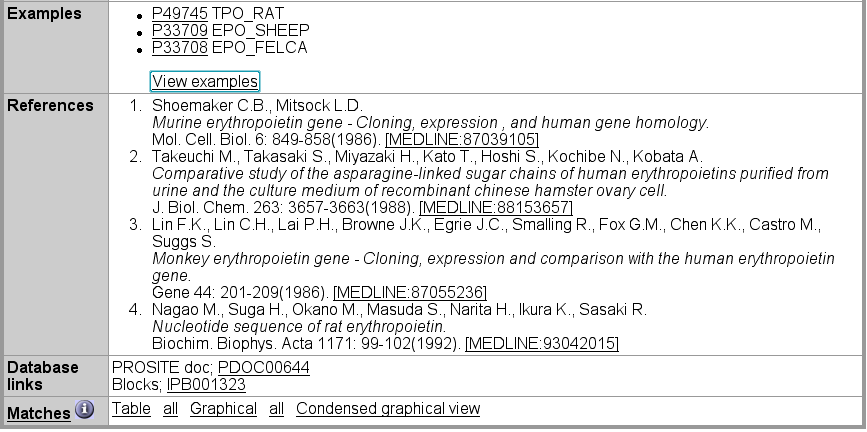 Examples
• P49745 TPO_RAT
• P33709 EPO_SHEEP
• P33708 EPO_FELCA
View examples
References
1. Shoemaker C.B., Mitsock L.D.
Murine erythropoietin gene - Cloning, expression , and human gene homology.
Mol. Cell. Biol. 6: 849-858(1986). [MEDLINE:87039105]
2. Takeuchi M., Takasaki S., Miyazaki H., Kato T., Hoshi S., Kochibe N., Kobata A.
Comparative study of the asparagine-linked sugar chains of human erythropoietins purified from
urine and the culture medium of recombinant chinese hamster ovary cell.
J. Biol. Chem. 263: 3657-3663(1988). [MEDLINE:88153657]
3. Lin F.K., Lin C.H., Lai P.H., Browne J.K., Egrie J.C., Smalling R., Fox G.M., Chen K.K., Castro M.,
Suggs S.
Monkey erythropoietin gene - Cloning, expression and comparison with the human erythropoietin
gene.
Gene 44: 201-209(1986). [MEDLINE:87055236]
4. Nagao M., Suga H., Okano M., Masuda S., Narita H., Ikura K., Sasaki R.
Nucleotide sequence of rat erythropoietin.
Biochim. Biophys. Acta 1171: 99-102(1992). [MEDLINE:93042015]
Database
links
PROSITE doc; PDOC00644
Blocks; IPB001323
Matches i
Table all Graphical all Condensed graphical view